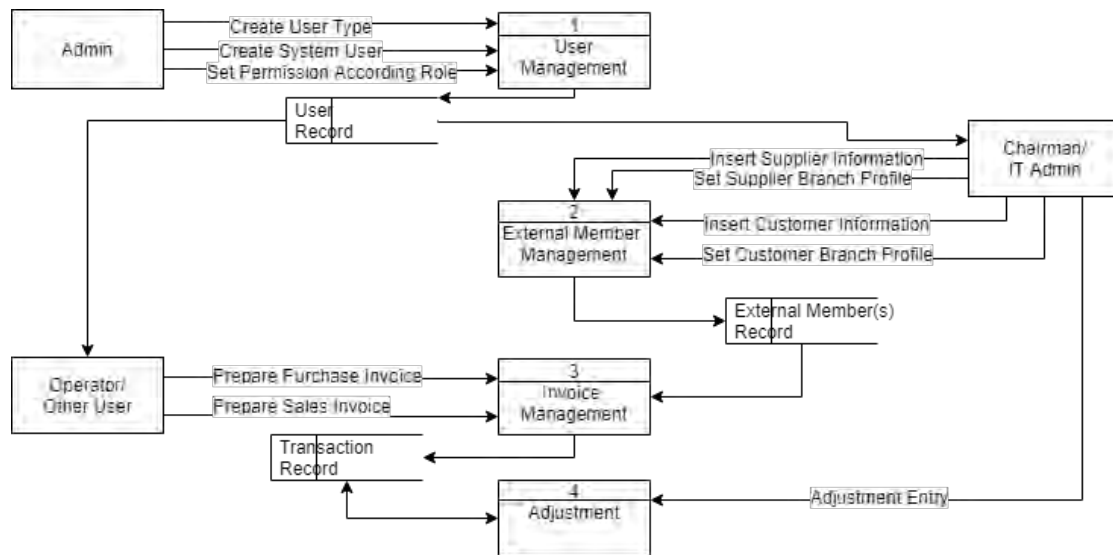 Admin
Create User Type
Create System User
Set Permission According Role
1
User
Management
User
Record
Chairman/
IT Admin
Insert Supplier Information
Set Supplier Branch Profile
2
External Member
Management
Insert Customer Information
Set Customer Branch Profile
External Member(s)
Record
Operator/
Other User
Prepare Purchase Invoice
Prepare Sales Invoice
3
Invoice
Management
Transaction
Record
4
Adjustment
Adjustment Entry